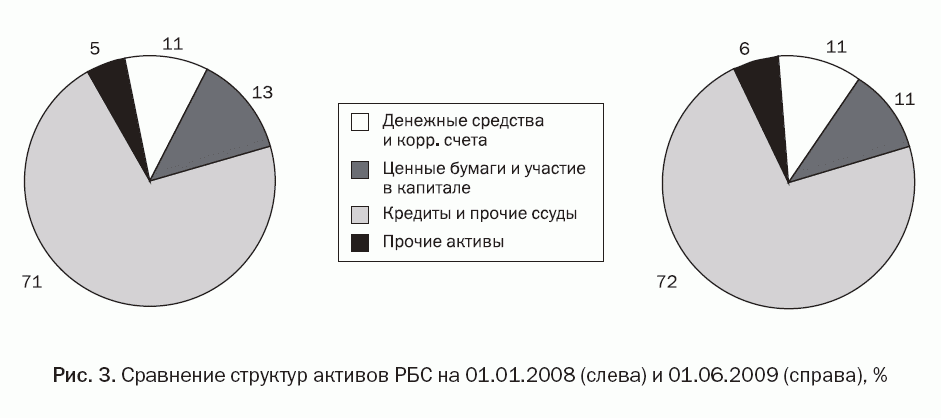 5
11
13
71
Денежные средства
и корр. счета
Ценные бумаги и участие
в капитале
Кредиты и прочие ссуды
Прочие активы
6
11
11
72
Рис. 3. Сравнение структур активов РБС на 01.01.2008 (слева) и 01.06.2009 (справа), %